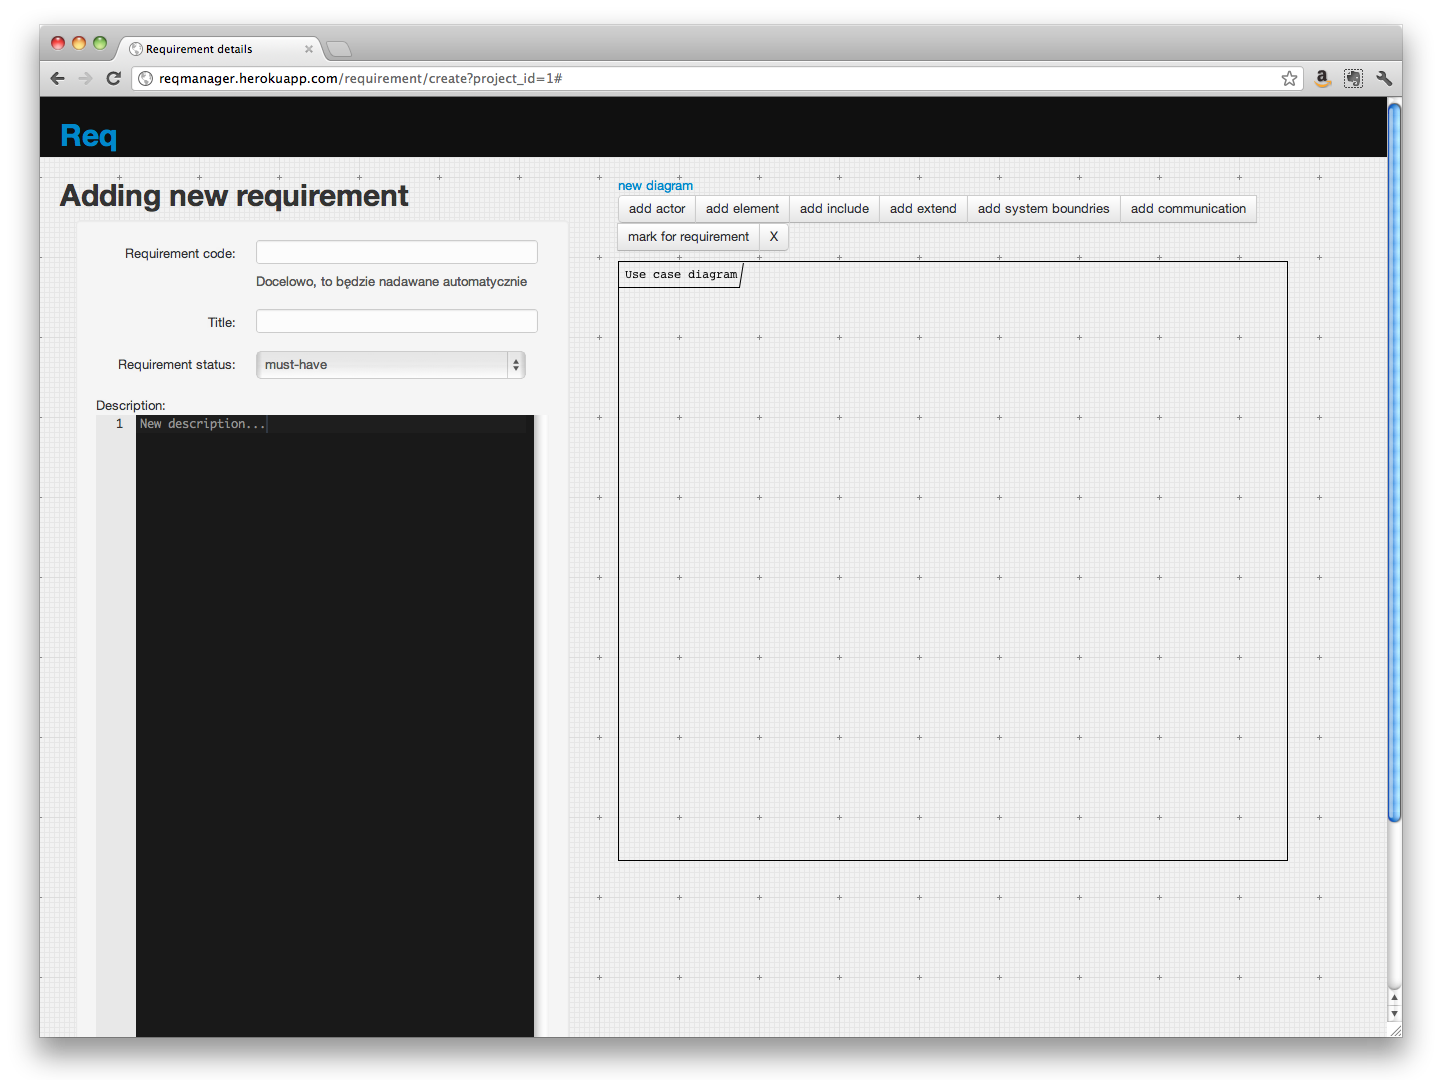 Requirement details
reqmanager.herokuapp.com/requirement/create?project_id=1#
Req
Adding new requirement
Requirement code:
Docelowo, to będzie nadawane automatycznie
Title:
Requirement status: must-have
Description:
1 New description...
new diagram
add actor add element add include add extend add system boundries add communication
mark for requirement X
Use case diagram